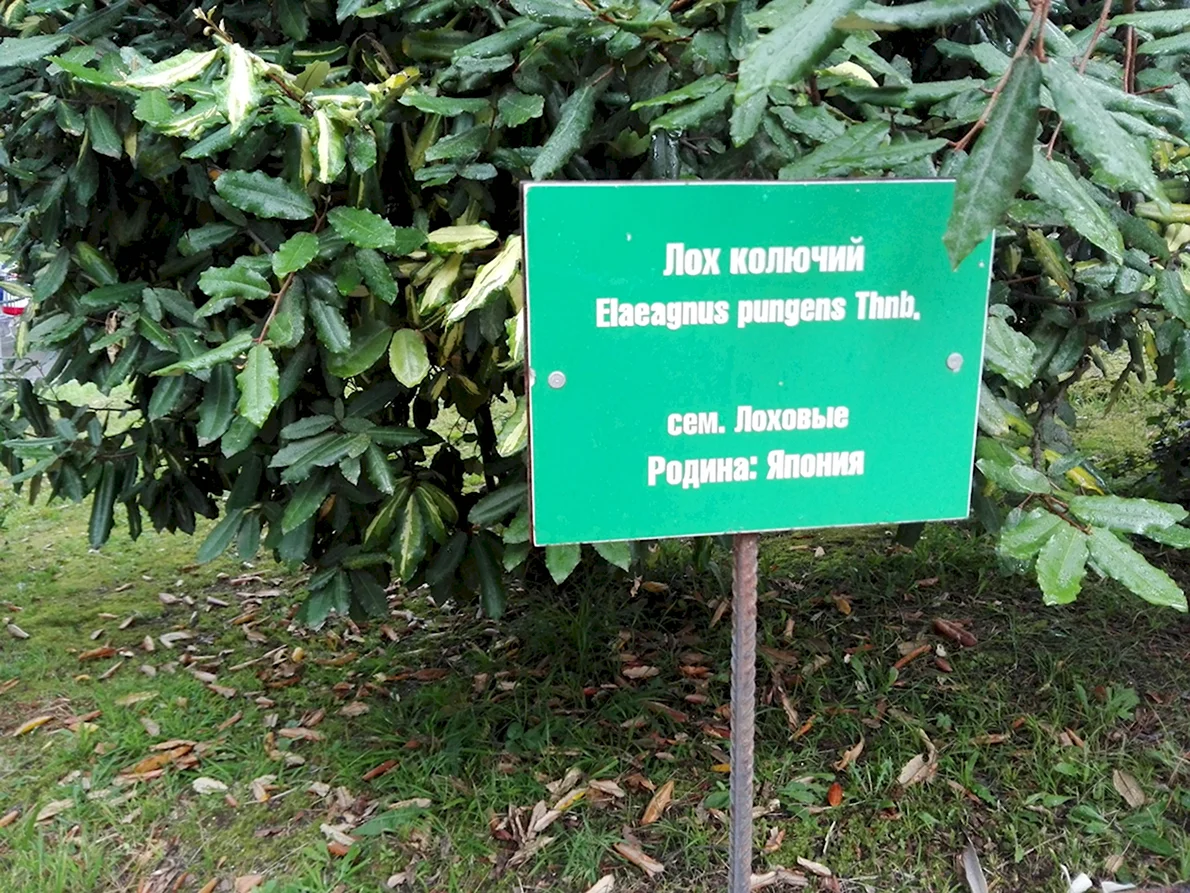 Лох колючий
Elaeagnus pungens Thnb.
сем. Лоховые
Родина: Япония